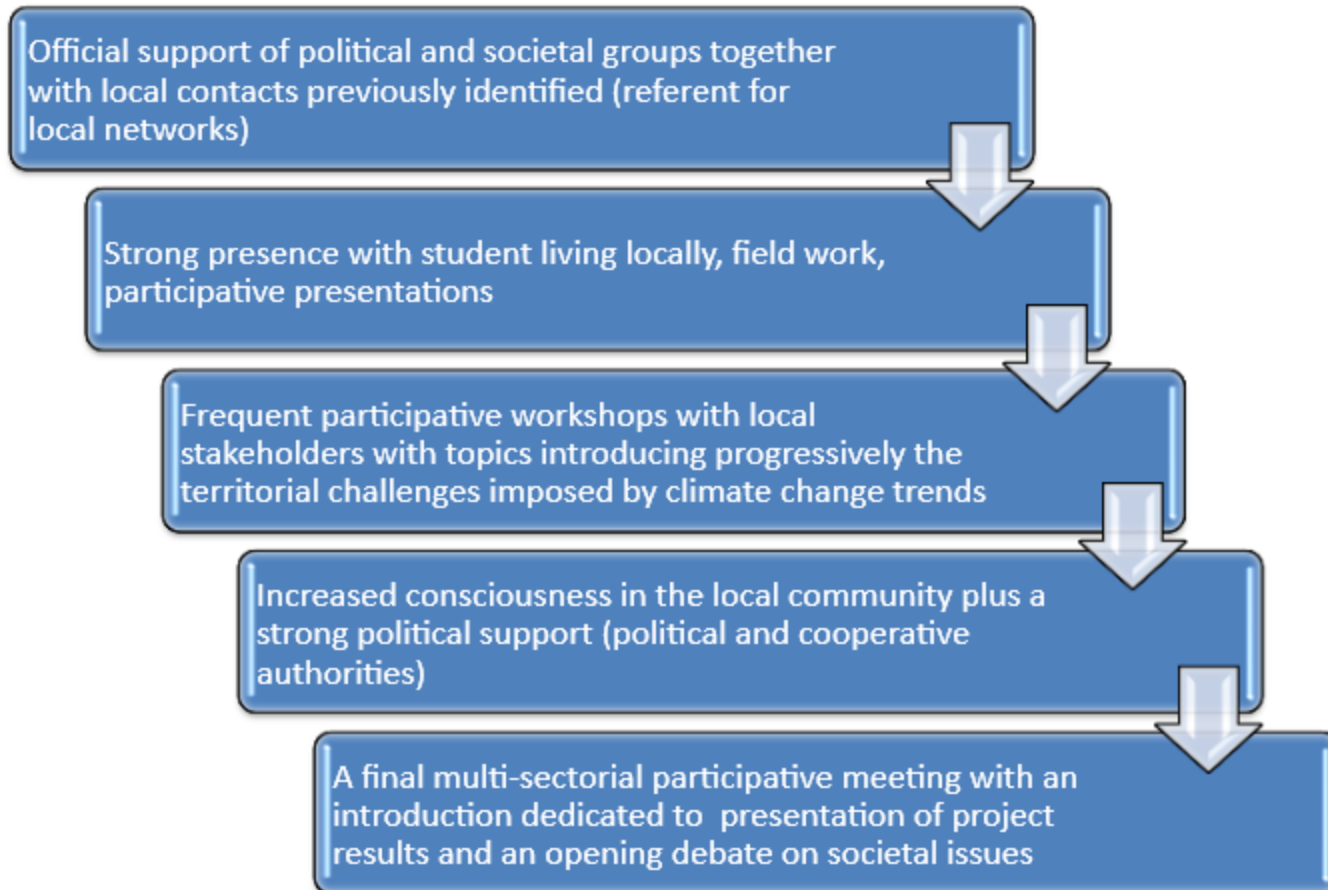 Official support of political and societal groups together
with local contacts previously identified (referent for
local networks)
Strong presence with student living locally, field work,
participative presentations
Frequent participative workshops with local
stakeholders with topics introducing progressively the
territorial challenges imposed by climate change trends
Increased consciousness in the local community plus a
strong political support (political and cooperative
authorities)
A final multi-sectorial participative meeting with an
introduction dedicated to  presentation of project
results and an opening debate on societal issues